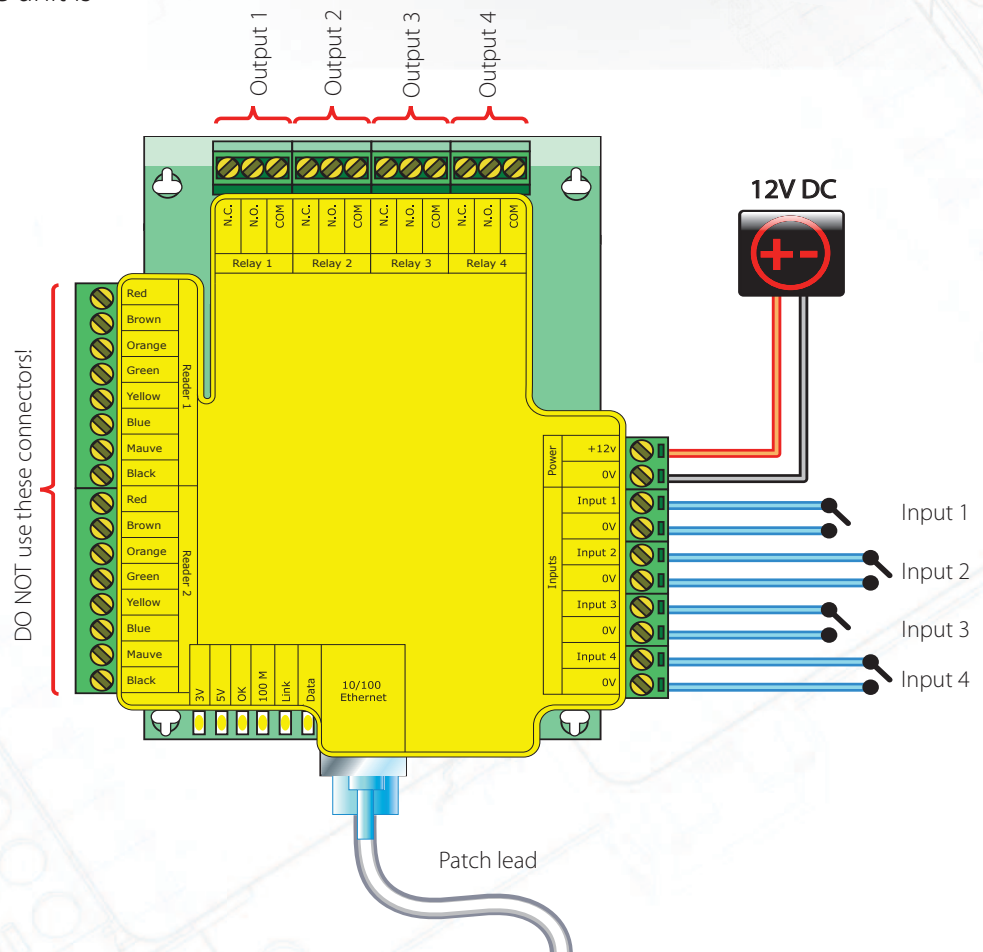 Output 1
Output 2
Output 3
Output 4
12V DC
N.C.
N.O.
COM
N.C.
N.O.
COM
N.C.
N.O.
COM
N.C.
N.O.
COM
Relay 1
Relay 2
Relay 3
Relay 4
DO NOT use these connectors!
Red
Brown
Orange
Green
Yellow
Blue
Mauve
Black
Reader 1
Red
Brown
Orange
Green
Yellow
Blue
Mauve
Black
Reader 2
Power
+12v
0V
Inputs
Input 1
0V
Input 2
0V
Input 3
0V
Input 4
0V
Input 1
Input 2
Input 3
Input 4
3V
5V
OK
100 M
Link
Data
10/100
Ethernet
Patch lead